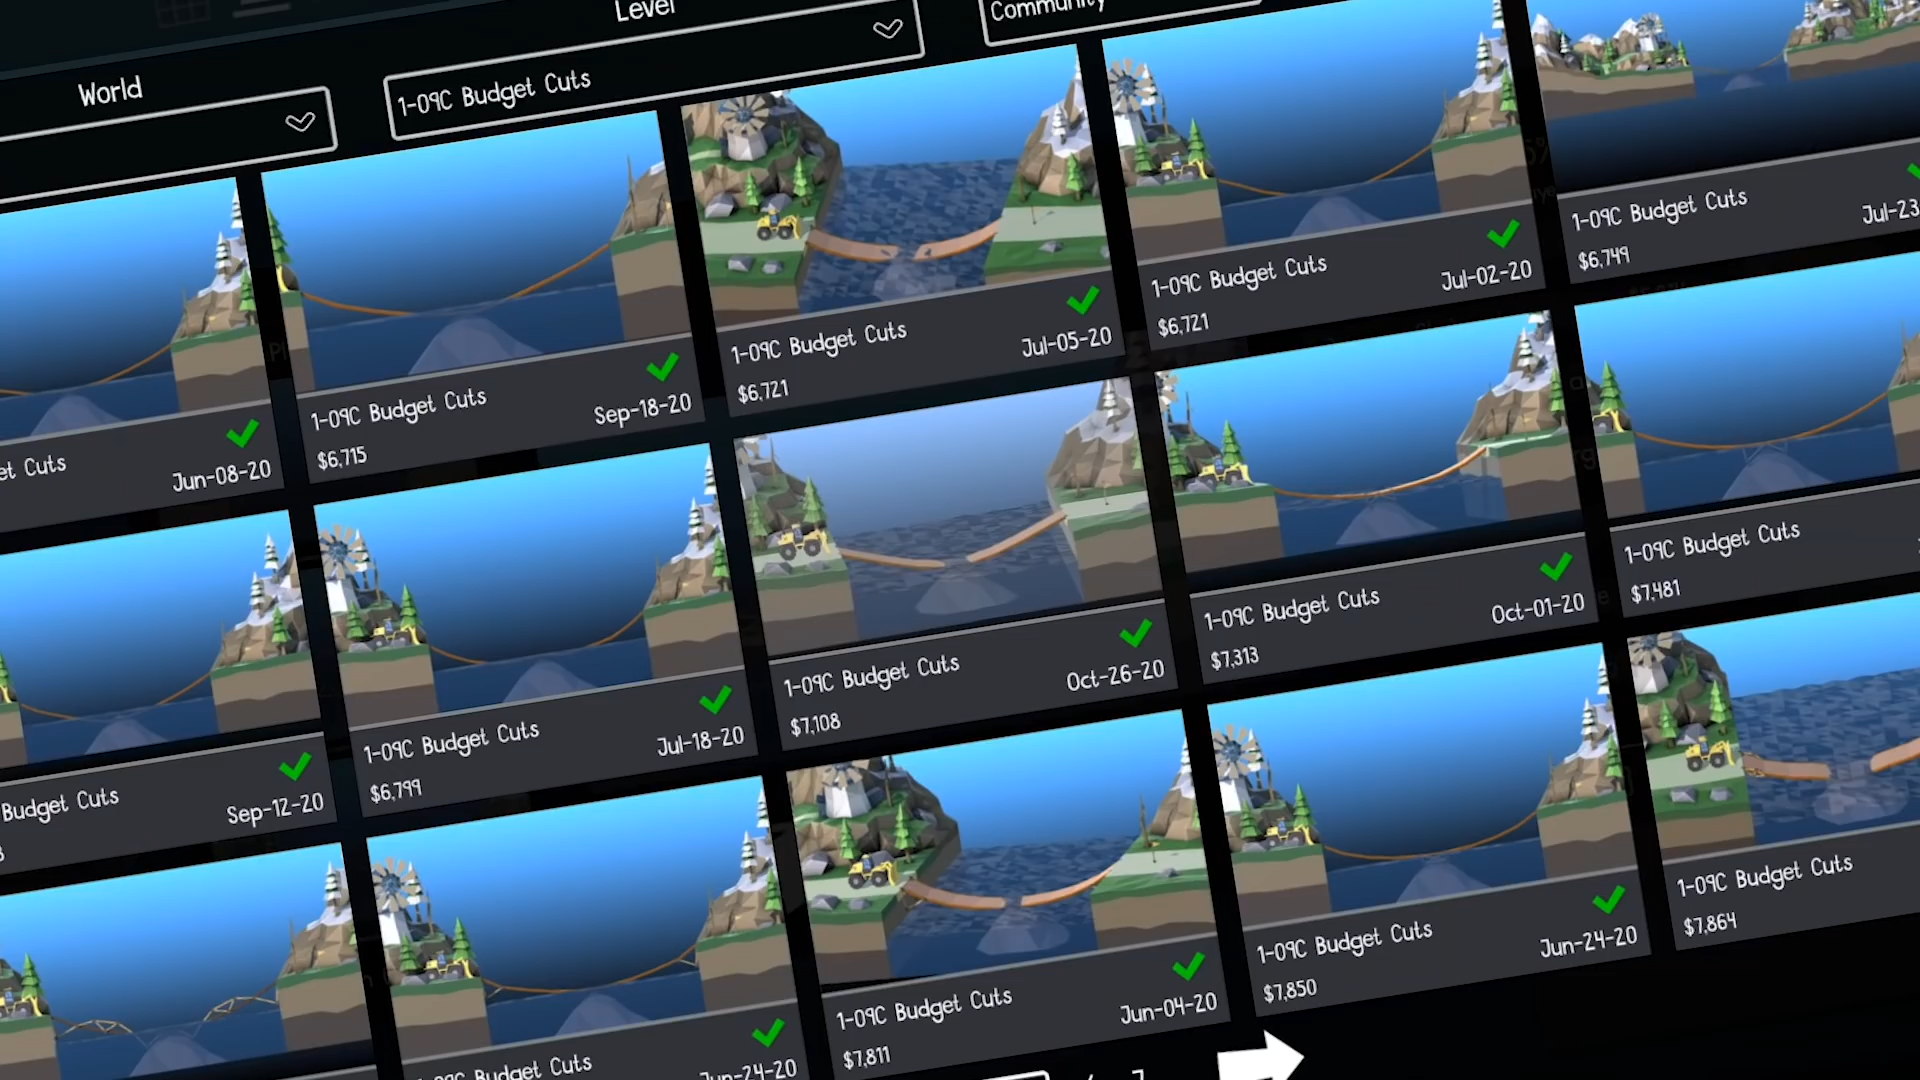 Level
Community
World
1-09C Budget Cuts
1-09C Budget Cuts
Jul-23
$6,749
1-09C Budget Cuts
Jul-02-20
$6,721
1-09C Budget Cuts
Jul-05-20
$6,721
1-09C Budget Cuts
Sep-18-20
$6,715
et Cuts
Jun-08-20
1-09C Budget Cuts
$7,481
1-09C Budget Cuts
Oct-01-20
$7,313
1-09C Budget Cuts
Oct-26-20
$7,108
1-09C Budget Cuts
Jul-18-20
$6,799
Budget Cuts
Sep-12-20
1-09C Budget Cuts
$7,864
1-09C Budget Cuts
Jun-24-20
$7,850
1-09C Budget Cuts
Jun-04-20
$7,811
Budget Cuts
Jun-24-20